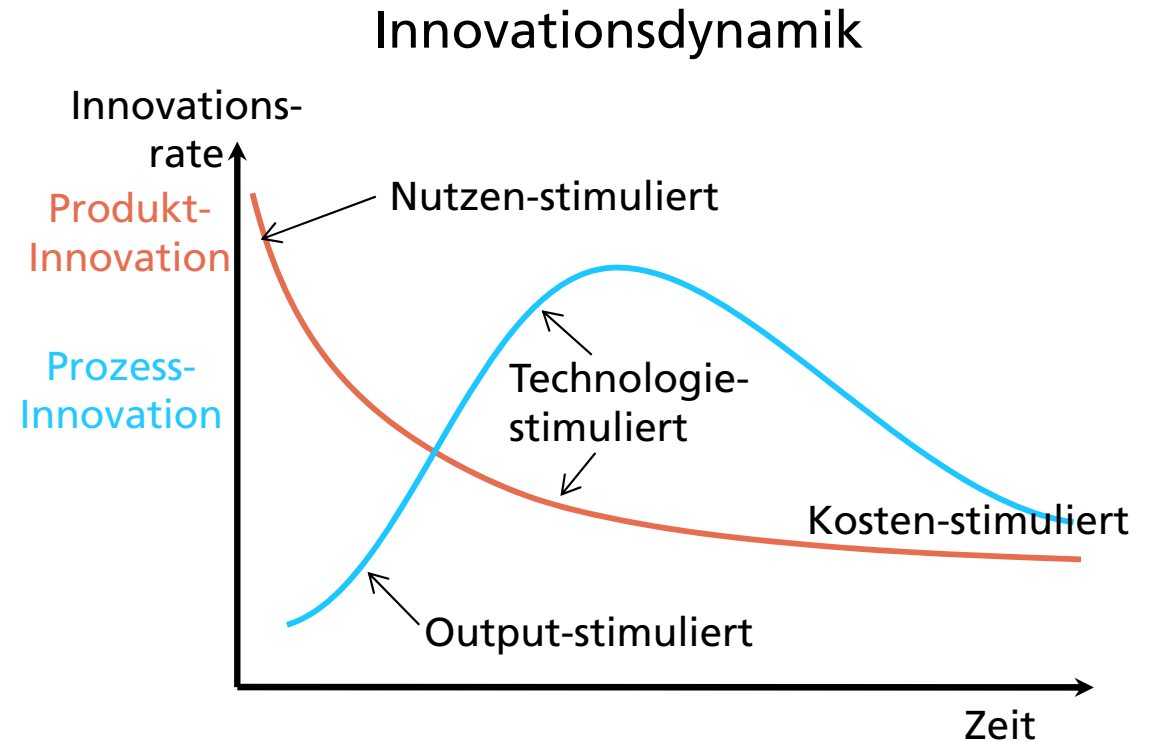 Innovationsdynamik
Innovations-
rate
Produkt-
Innovation
Nutzen-stimuliert
Prozess-
Innovation
Technologie-
stimuliert
Kosten-stimuliert
Output-stimuliert
Zeit